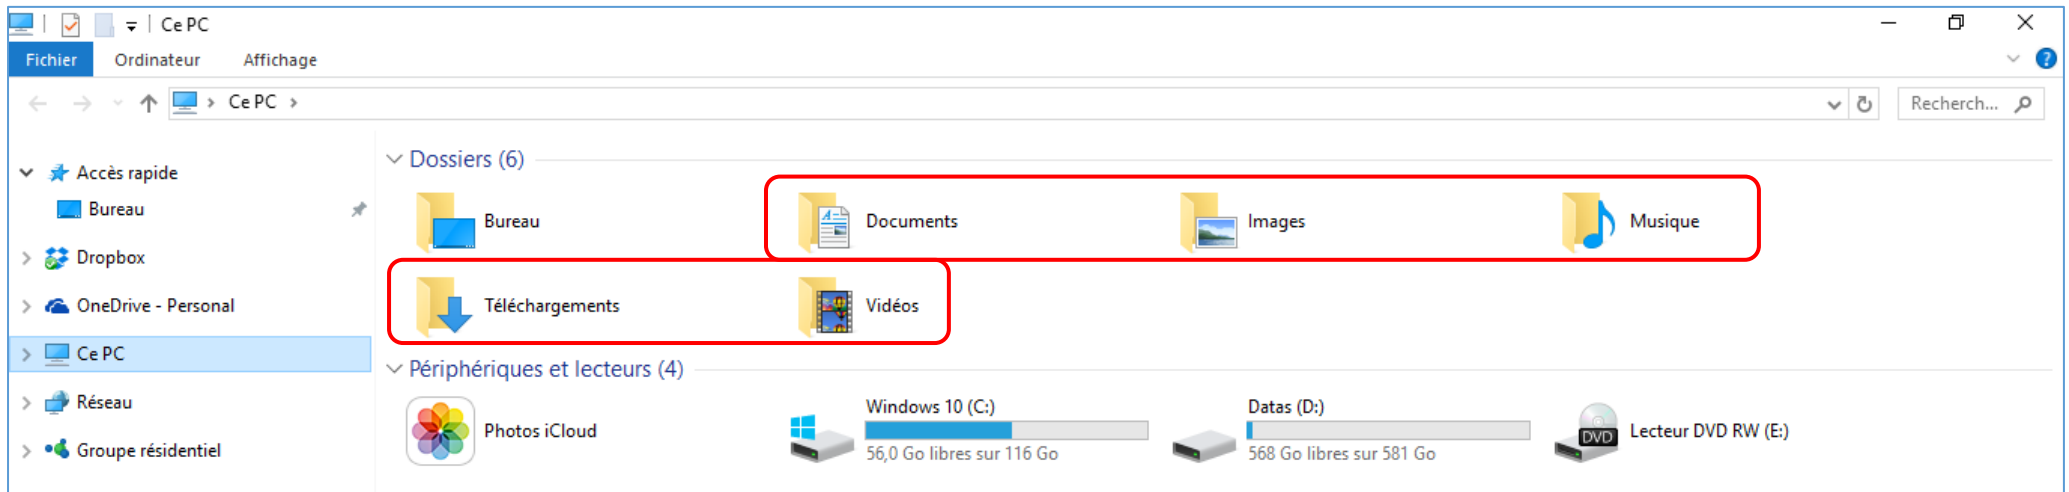 Ce PC
Fichier Ordinateur Affichage
Ce PC Recherch...
Accès rapide
Bureau
Dropbox
OneDrive - Personal
Ce PC
Réseau
Groupe résidentiel
Dossiers (6)
Bureau Documents Images Musique
Téléchargements Vidéos
Périphériques et lecteurs (4)
Photos iCloud
Windows 10 (C:)
56,0 Go libres sur 116 Go
Datas (D:)
568 Go libres sur 581 Go
DVD
Lecteur DVD RW (E:)